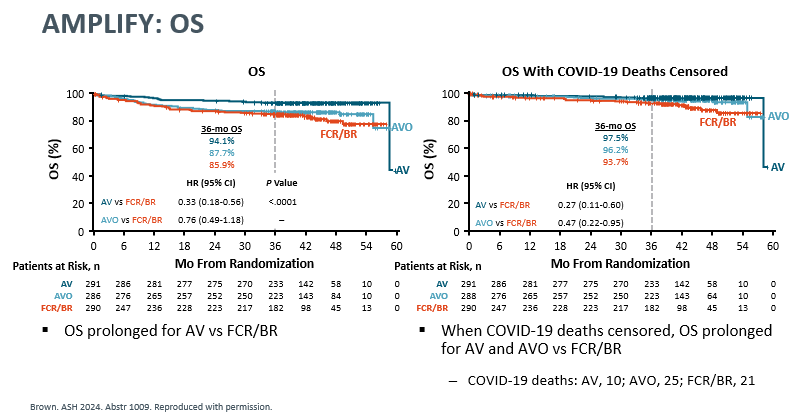 AMPLIFY: OS
OS
OS (%)
100
80
60
40
20
0
36-mo OS
94.1%
87.7%
85.9%
FCR/BR
AVO
AV
HR (95% CI) P Value
AV vs FCR/BR 0.33 (0.18-0.56) <.0001
AVO vs FCR/BR 0.76 (0.49-1.18) –
0 6 12 18 24 30 36 42 48 54 60
Mo From Randomization
Patients at Risk, n
AV 291 286 281 277 275 270 233 142 58 10 0
AVO 286 276 265 257 252 250 223 143 84 10 0
FCR/BR 290 247 236 228 223 217 182 98 45 13 0
▪ OS prolonged for AV vs FCR/BR
OS With COVID-19 Deaths Censored
OS (%)
100
80
60
40
20
0
36-mo OS
97.5%
96.2%
93.7%
FCR/BR
AVO
AV
HR (95% CI)
AV vs FCR/BR 0.27 (0.11-0.60)
AVO vs FCR/BR 0.47 (0.22-0.95)
0 6 12 18 24 30 36 42 48 54 60
Mo From Randomization
Patients at Risk, n
AV 291 286 281 277 275 270 233 142 58 10 0
AVO 288 276 265 257 252 250 223 143 64 10 0
FCR/BR 290 247 236 228 223 217 182 98 45 13 0
▪ When COVID-19 deaths censored, OS prolonged
for AV and AVO vs FCR/BR
– COVID-19 deaths: AV, 10; AVO, 25; FCR/BR, 21
Brown. ASH 2024. Abstr 1009. Reproduced with permission.